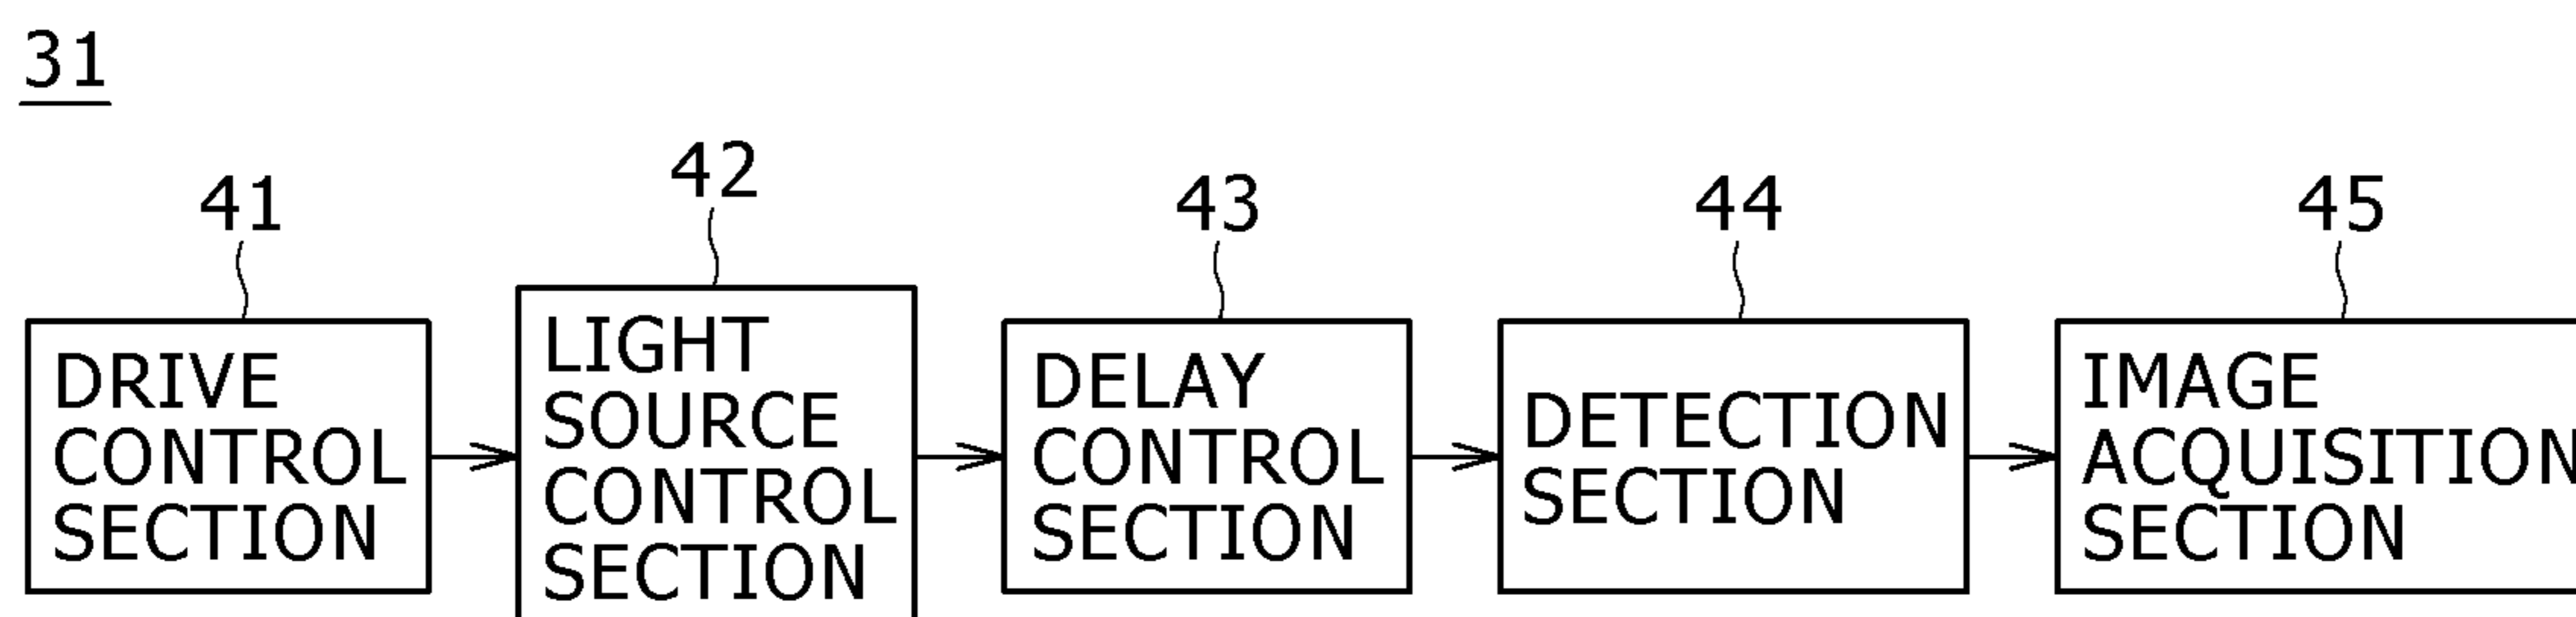 31
41
DRIVE
CONTROL
SECTION
42
LIGHT
SOURCE
CONTROL
SECTION
43
DELAY
CONTROL
SECTION
44
DETECTION
SECTION
45
IMAGE
ACQUISITION
SECTION